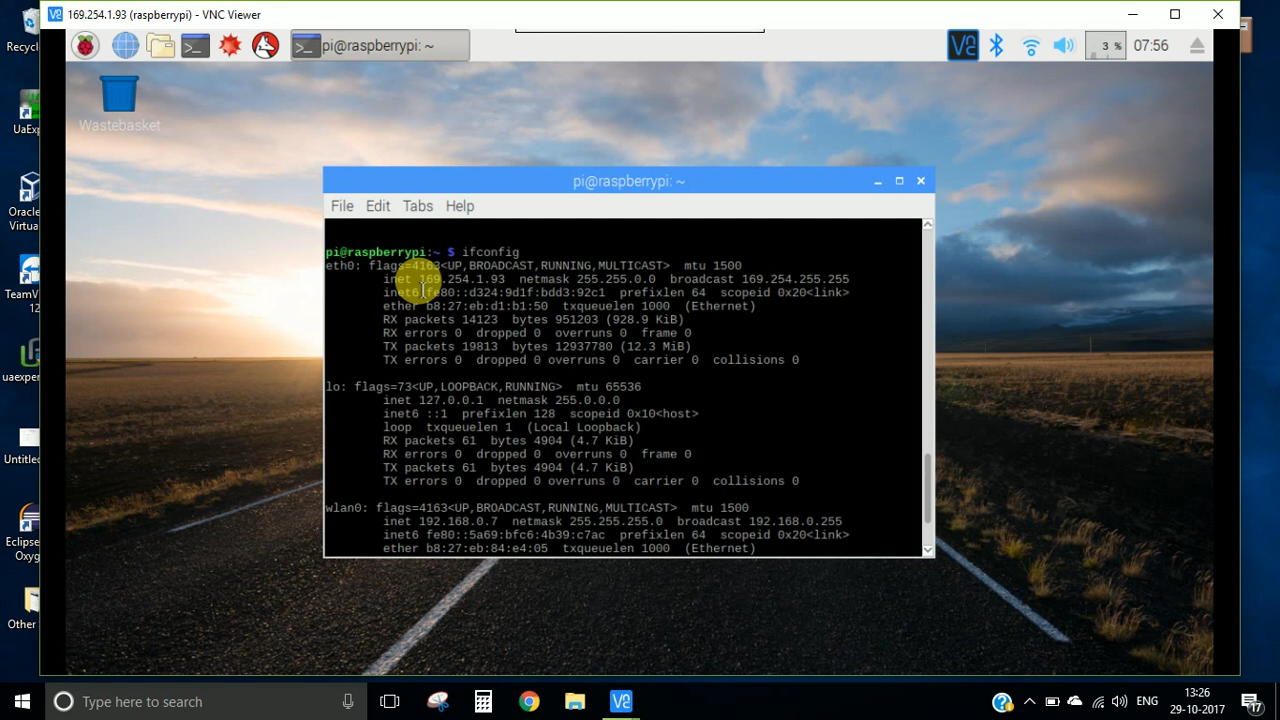 169.254.1.93 (raspberrypi) - VNC Viewer
pi@raspberrypi: ~
3 %
07:56
Wastebasket
pi@raspberrypi: ~
File Edit Tabs Help
pi@raspberrypi:~ $ ifconfig
eth0: flags=4163<UP,BROADCAST,RUNNING,MULTICAST> mtu 1500
inet 169.254.1.93 netmask 255.255.0.0 broadcast 169.254.255.255
inet6 fe80::d324:9d1f:bdd3:92c1 prefixlen 64 scopeid 0x20<link>
ether b8:27:eb:d1:b1:50 txqueuelen 1000 (Ethernet)
RX packets 14123 bytes 951203 (928.9 KiB)
RX errors 0 dropped 0 overruns 0 frame 0
TX packets 19813 bytes 12937780 (12.3 MiB)
TX errors 0 dropped 0 overruns 0 carrier 0 collisions 0
lo: flags=73<UP,LOOPBACK,RUNNING> mtu 65536
inet 127.0.0.1 netmask 255.0.0.0
inet6 ::1 prefixlen 128 scopeid 0x10<host>
loop txqueuelen 1 (Local Loopback)
RX packets 61 bytes 4904 (4.7 KiB)
RX errors 0 dropped 0 overruns 0 frame 0
TX packets 61 bytes 4904 (4.7 KiB)
TX errors 0 dropped 0 overruns 0 carrier 0 collisions 0
wlan0: flags=4163<UP,BROADCAST,RUNNING,MULTICAST> mtu 1500
inet 192.168.0.7 netmask 255.255.255.0 broadcast 192.168.0.255
inet6 fe80::5a69:bfc6:4b39:c7ac prefixlen 64 scopeid 0x20<link>
ether b8:27:eb:84:e4:05 txqueuelen 1000 (Ethernet)
Recyc
UaExp
Oracle
Virtua
TeamV
12
uaexper
Untitled
Eclipse
Oxyg
Other
Type here to search
ENG
13:26
29-10-2017
17